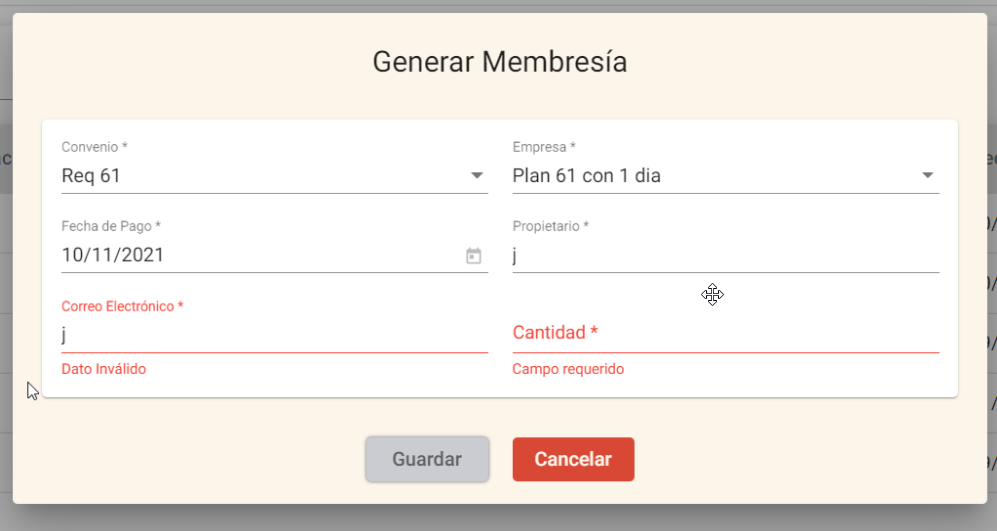 Generar Membresía
Convenio *
Empresa *
Req 61
Plan 61 con 1 dia
Fecha de Pago *
Propietario *
10/11/2021
j
Correo Electrónico *
j
Cantidad *
Dato Inválido
Campo requerido
Guardar
Cancelar